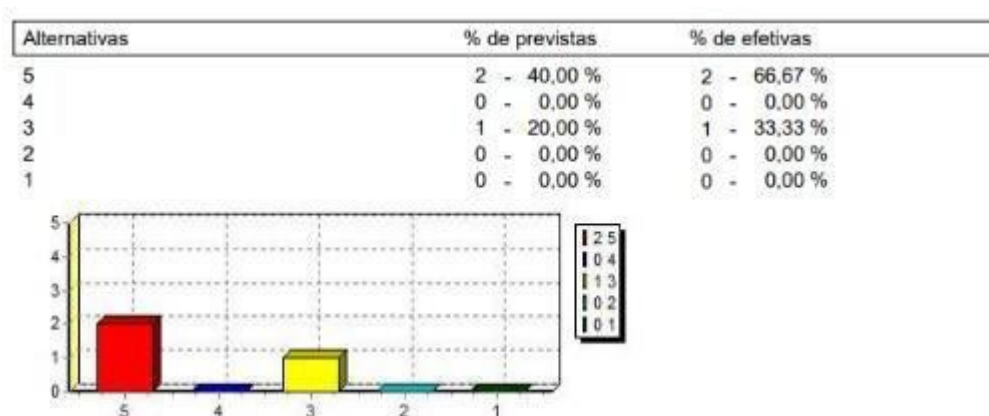 Alternativas % de previstas % de efetivas
5 2 - 40,00 % 2 - 66,67 %
4 0 - 0,00 % 0 - 0,00 %
3 1 - 20,00 % 1 - 33,33 %
2 0 - 0,00 % 0 - 0,00 %
1 0 - 0,00 % 0 - 0,00 %
5
4
3
2
1
0
5 4 3 2 1
2 5
0 4
1 3
0 2
0 1